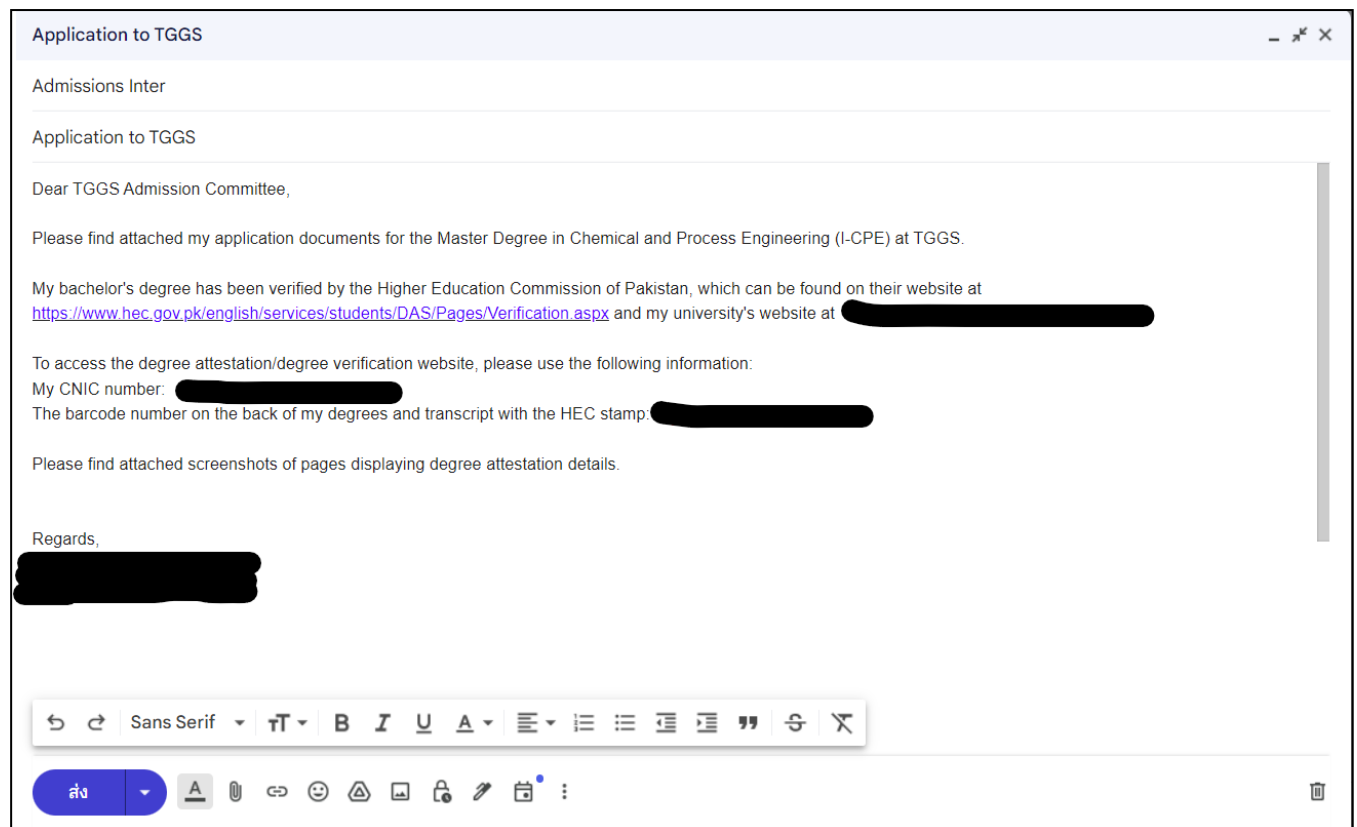 Application to TGGS
Admissions Inter
Application to TGGS
Dear TGGS Admission Committee,
Please find attached my application documents for the Master Degree in Chemical and Process Engineering (I-CPE) at TGGS.
My bachelor's degree has been verified by the Higher Education Commission of Pakistan, which can be found on their website at
https://www.hec.gov.pk/english/services/students/DAS/Pages/Verification.aspx and my university's website at
To access the degree attestation/degree verification website, please use the following information:
My CNIC number:
The barcode number on the back of my degrees and transcript with the HEC stamp:
Please find attached screenshots of pages displaying degree attestation details.
Regards,
Sans Serif
ส่ง